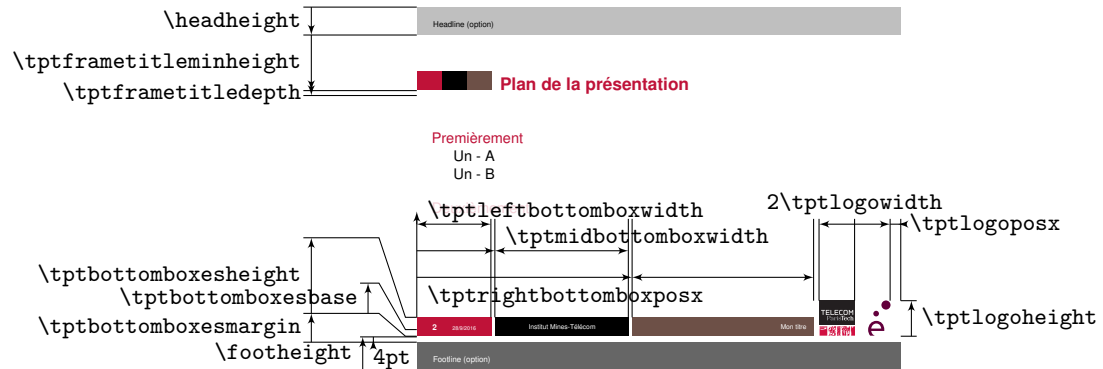 \headheight
Headline (option)
\tptframetitleminheight
\tptframetitledepth
Plan de la présentation
Premièrement
Un - A
Un - B
2\tptlogowidth
\tptleftbottomboxwidth
\tptlogoposx
\tptmidbottomboxwidth
\tptbottomboxesheight
\tptbottomboxesbase
\tptrightbottomboxposx
\tptbottomboxesmargin
2 28/9/2016 Institut Mines-Télécom Mon titre
TELECOM
ParisTech
\tptlogoheight
\footheight
4pt
Footline (option)